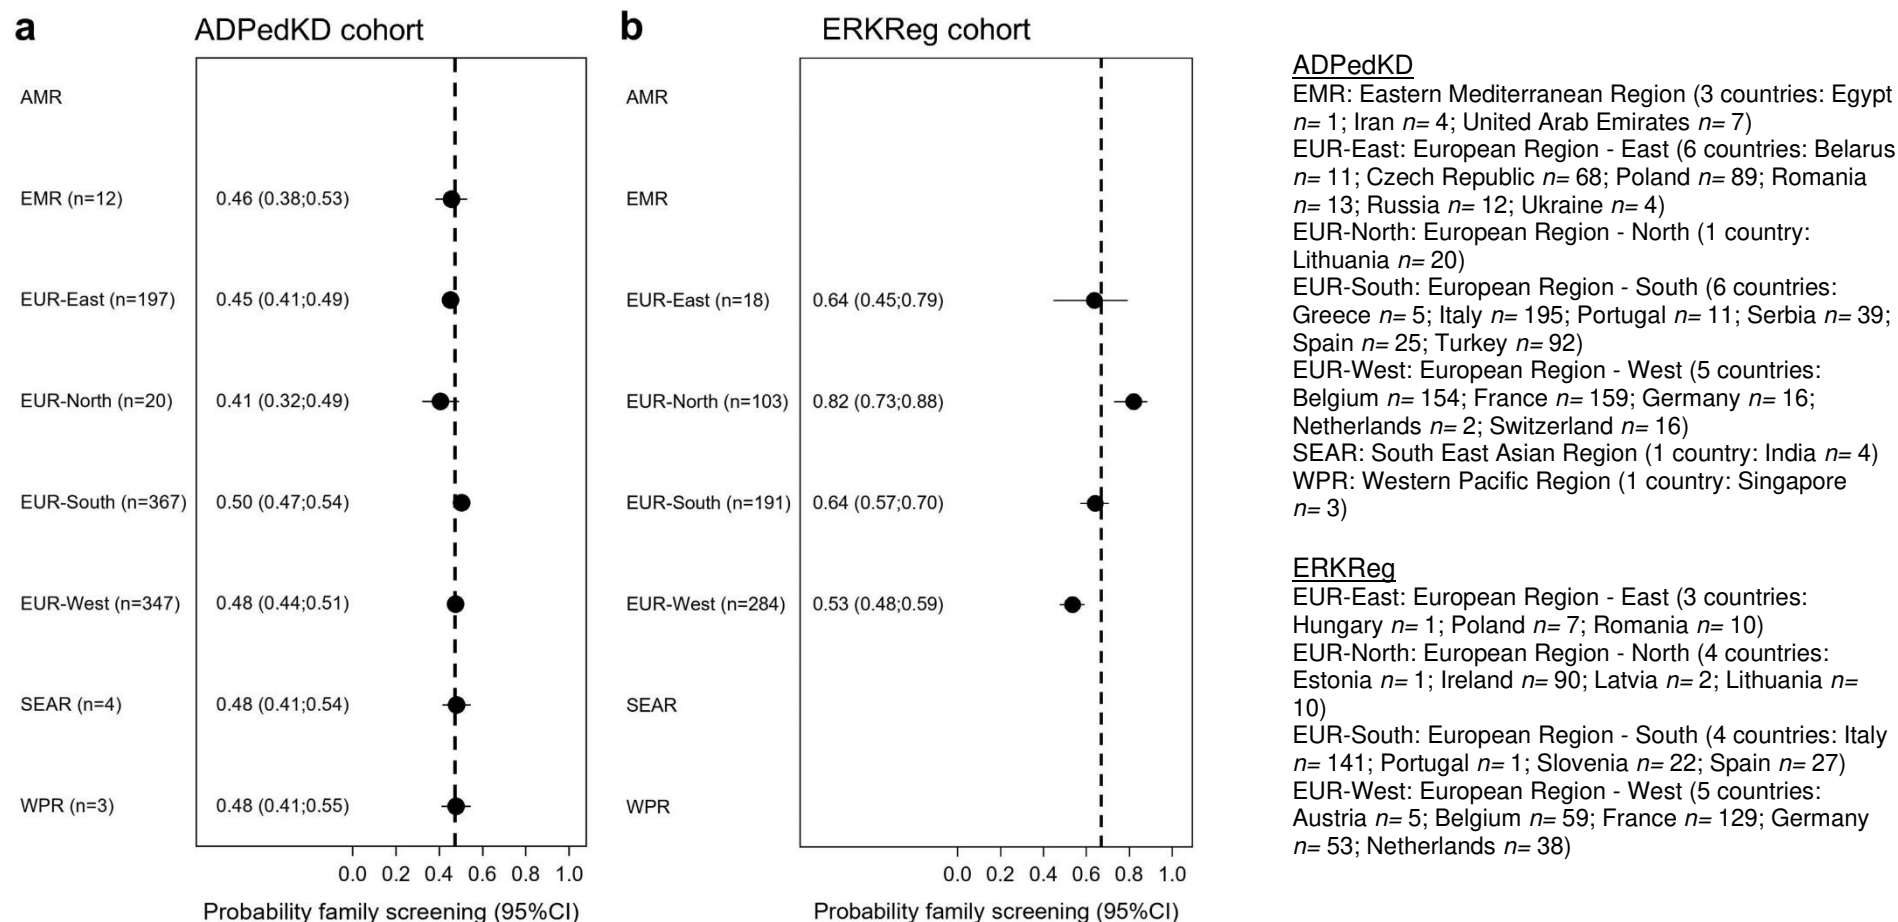 a
ADPedKD cohort
AMR
EMR (n=12) 0.46 (0.38;0.53)
EUR-East (n=197) 0.45 (0.41;0.49)
EUR-North (n=20) 0.41 (0.32;0.49)
EUR-South (n=367) 0.50 (0.47;0.54)
EUR-West (n=347) 0.48 (0.44;0.51)
SEAR (n=4) 0.48 (0.41;0.54)
WPR (n=3) 0.48 (0.41;0.55)
0.0 0.2 0.4 0.6 0.8 1.0
Probability family screening (95%CI)
b
ERKReg cohort
AMR
EMR
EUR-East (n=18) 0.64 (0.45;0.79)
EUR-North (n=103) 0.82 (0.73;0.88)
EUR-South (n=191) 0.64 (0.57;0.70)
EUR-West (n=284) 0.53 (0.48;0.59)
SEAR
WPR
0.0 0.2 0.4 0.6 0.8 1.0
Probability family screening (95%CI)
ADPedKD
EMR: Eastern Mediterranean Region (3 countries: Egypt
n= 1; Iran n= 4; United Arab Emirates n= 7)
EUR-East: European Region - East (6 countries: Belarus
n= 11; Czech Republic n= 68; Poland n= 89; Romania
n= 13; Russia n= 12; Ukraine n= 4)
EUR-North: European Region - North (1 country:
Lithuania n= 20)
EUR-South: European Region - South (6 countries:
Greece n= 5; Italy n= 195; Portugal n= 11; Serbia n= 39;
Spain n= 25; Turkey n= 92)
EUR-West: European Region - West (5 countries:
Belgium n= 154; France n= 159; Germany n= 16;
Netherlands n= 2; Switzerland n= 16)
SEAR: South East Asian Region (1 country: India n= 4)
WPR: Western Pacific Region (1 country: Singapore
n= 3)
ERKReg
EUR-East: European Region - East (3 countries:
Hungary n= 1; Poland n= 7; Romania n= 10)
EUR-North: European Region - North (4 countries:
Estonia n= 1; Ireland n= 90; Latvia n= 2; Lithuania n=
10)
EUR-South: European Region - South (4 countries: Italy
n= 141; Portugal n= 1; Slovenia n= 22; Spain n= 27)
EUR-West: European Region - West (5 countries:
Austria n= 5; Belgium n= 59; France n= 129; Germany
n= 53; Netherlands n= 38)